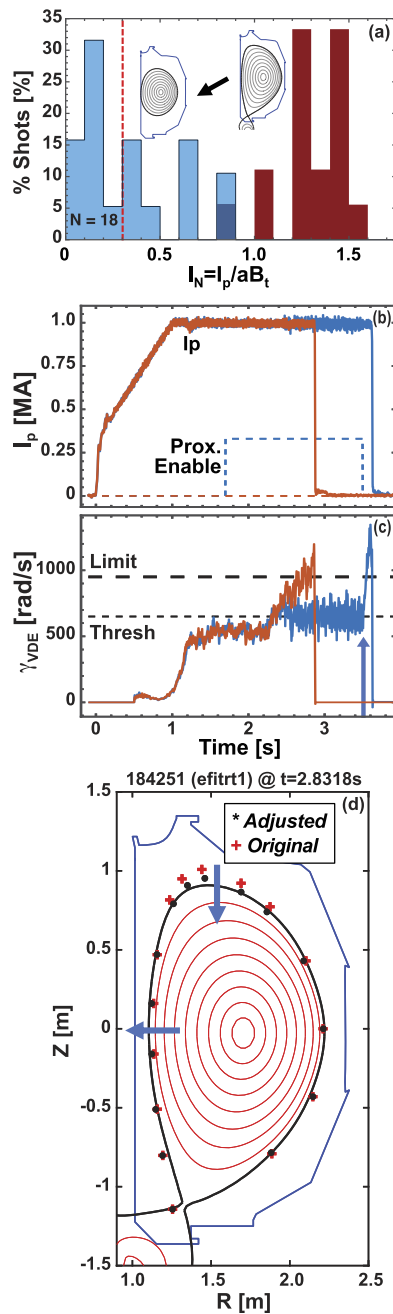 (a)
% Shots [%]
35
30
25
20
15
10
5
0
N = 18
0 0.5 1.0 1.5
I_N=I_p/aB_t
(b)
I_p [MA]
1.0
0.75
0.50
0.25
0
Ip
Prox.
Enable
(c)
γ_VDE [rad/s]
1000
500
0
Limit
Thresh
0 1 2 3
Time [s]
184251 (efitrt1) @ t=2.8318s
(d)
* Adjusted
+ Original
Z [m]
1.5
1
0.5
0
-0.5
-1
-1.5
1.0 1.5 2.0 2.5
R [m]